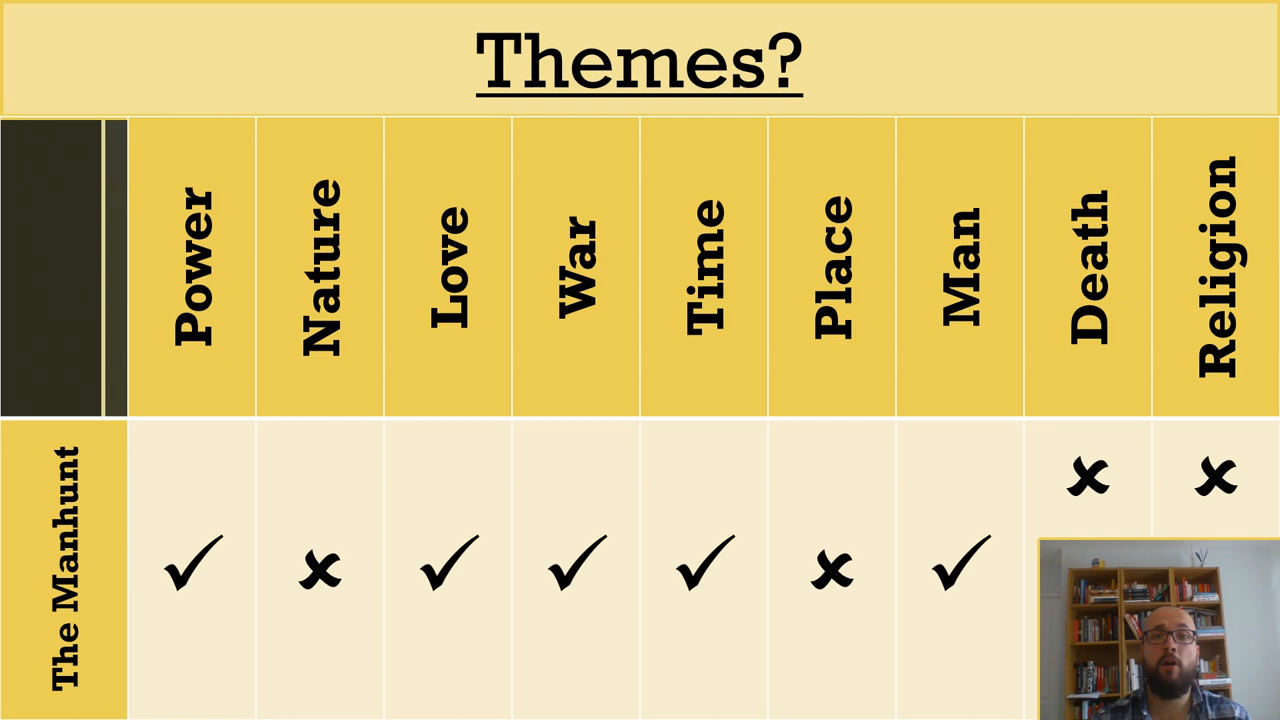 Themes?
Power
Nature
Love
War
Time
Place
Man
Death
Religion
The Manhunt
✓ ✘ ✓ ✓ ✓ ✘ ✓ ✘ ✘